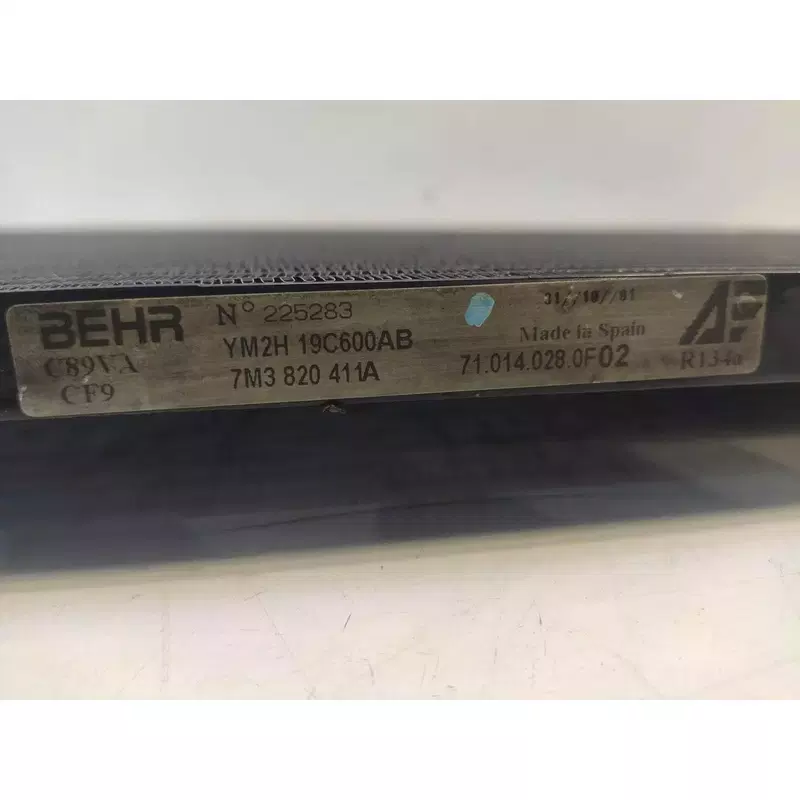 BEHR N° 225283 31//10//01
C89VA YM2H 19C600AB Made la Spain
CF9 7M3 820 411A 71.014.028.0F02 R134a